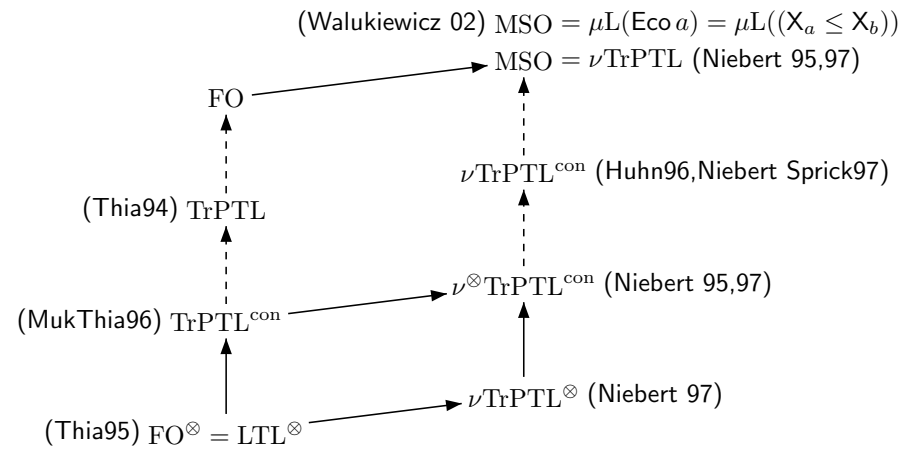 (Walukiewicz 02) MSO = μL(Eco a) = μL((X_a ≤ X_b))
MSO = νTrPTL (Niebert 95,97)
FO
νTrPTL^con (Huhn96,Niebert Sprick97)
(Thia94) TrPTL
ν^⊗TrPTL^con (Niebert 95,97)
(MukThia96) TrPTL^con
νTrPTL^⊗ (Niebert 97)
(Thia95) FO^⊗ = LTL^⊗